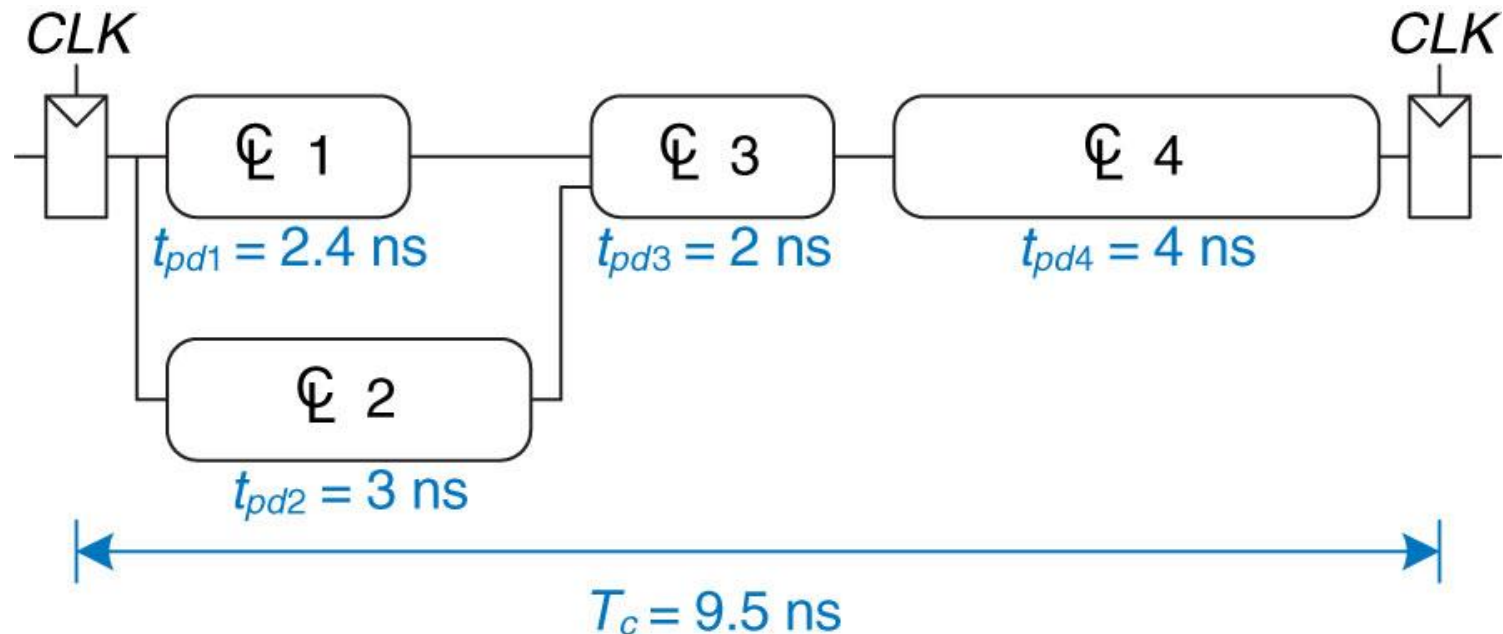 CLK CLK
CL 1 CL 3 CL 4
tpd1 = 2.4 ns tpd3 = 2 ns tpd4 = 4 ns
CL 2
tpd2 = 3 ns
Tc = 9.5 ns